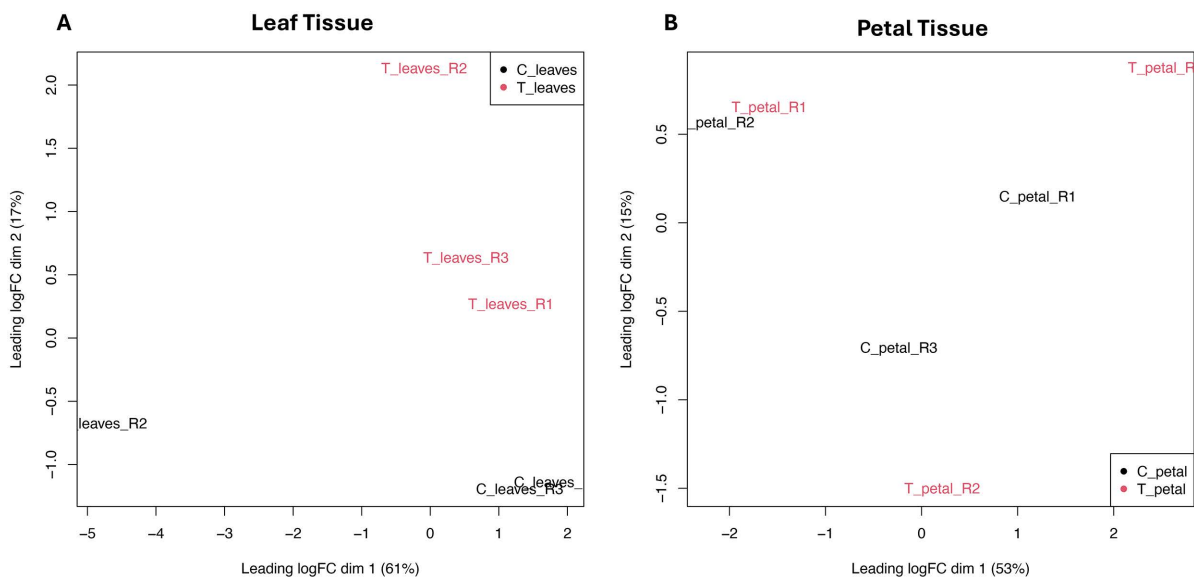 A
Leaf Tissue
T_leaves_R2
C_leaves
T_leaves
T_leaves_R3
T_leaves_R1
leaves_R2
C_leaves_
C_leaves_R3
2.0
1.5
1.0
0.5
0.0
−0.5
−1.0
Leading logFC dim 2 (17%)
−5 −4 −3 −2 −1 0 1 2
Leading logFC dim 1 (61%)
B
Petal Tissue
T_petal_R
T_petal_R1
_petal_R2
C_petal_R1
C_petal_R3
T_petal_R2
C_petal
T_petal
0.5
0.0
−0.5
−1.0
−1.5
Leading logFC dim 2 (15%)
−2 −1 0 1 2
Leading logFC dim 1 (53%)